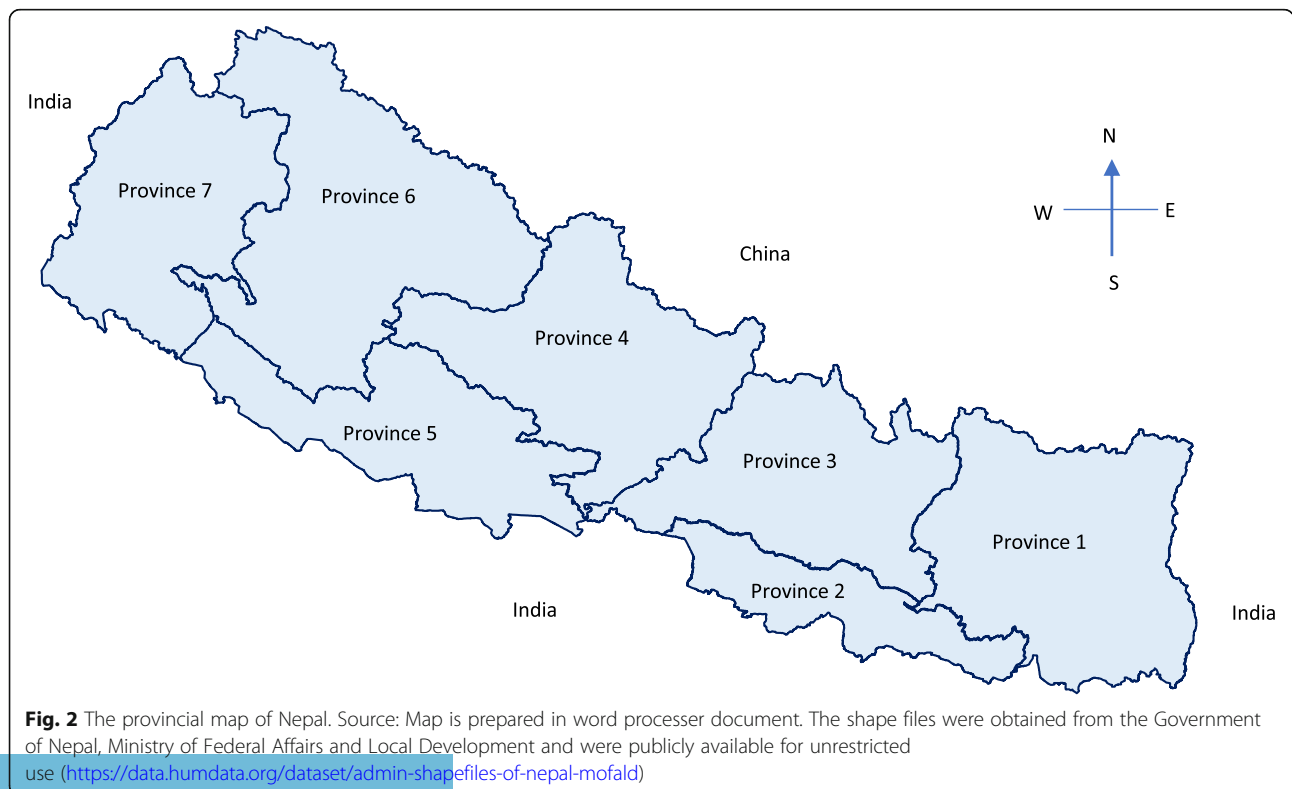 India
N
Province 7
Province 6
W
E
China
S
Province 4
Province 5
Province 3
Province 1
Province 2
India
India
Fig. 2 The provincial map of Nepal. Source: Map is prepared in word processer document. The shape files were obtained from the Government
of Nepal, Ministry of Federal Affairs and Local Development and were publicly available for unrestricted
use (https://data.humdata.org/dataset/admin-shapefiles-of-nepal-mofald)